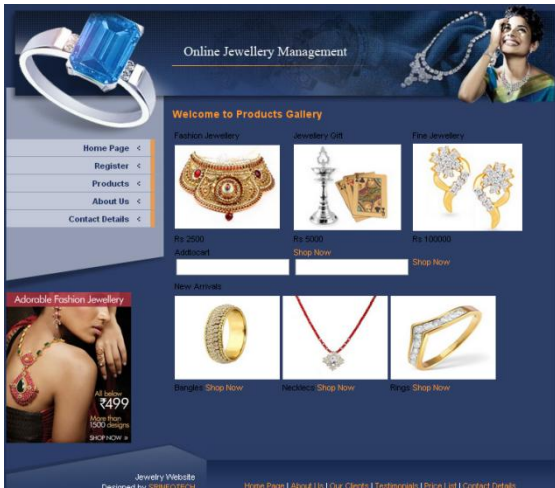 Online Jewellery Management
Welcome to Products Gallery
Home Page <
Register <
Products <
About Us <
Contact Details <
Fashion Jewellery
Jewellery Gift
Fine Jewellery
Rs 2500
Rs 5000
Rs 100000
Addtocart
Shop Now
Shop Now
New Arrivals
Bangles Shop Now
Necklecs Shop Now
Rings Shop Now
Adorable Fashion Jewellery
All below
₹499
More than
1500 designs
SHOP NOW »
Jewelry Website
Designed by SRINFOTECH
Home Page | About Us | Our Clients | Testimonials | Price List | Contact Details